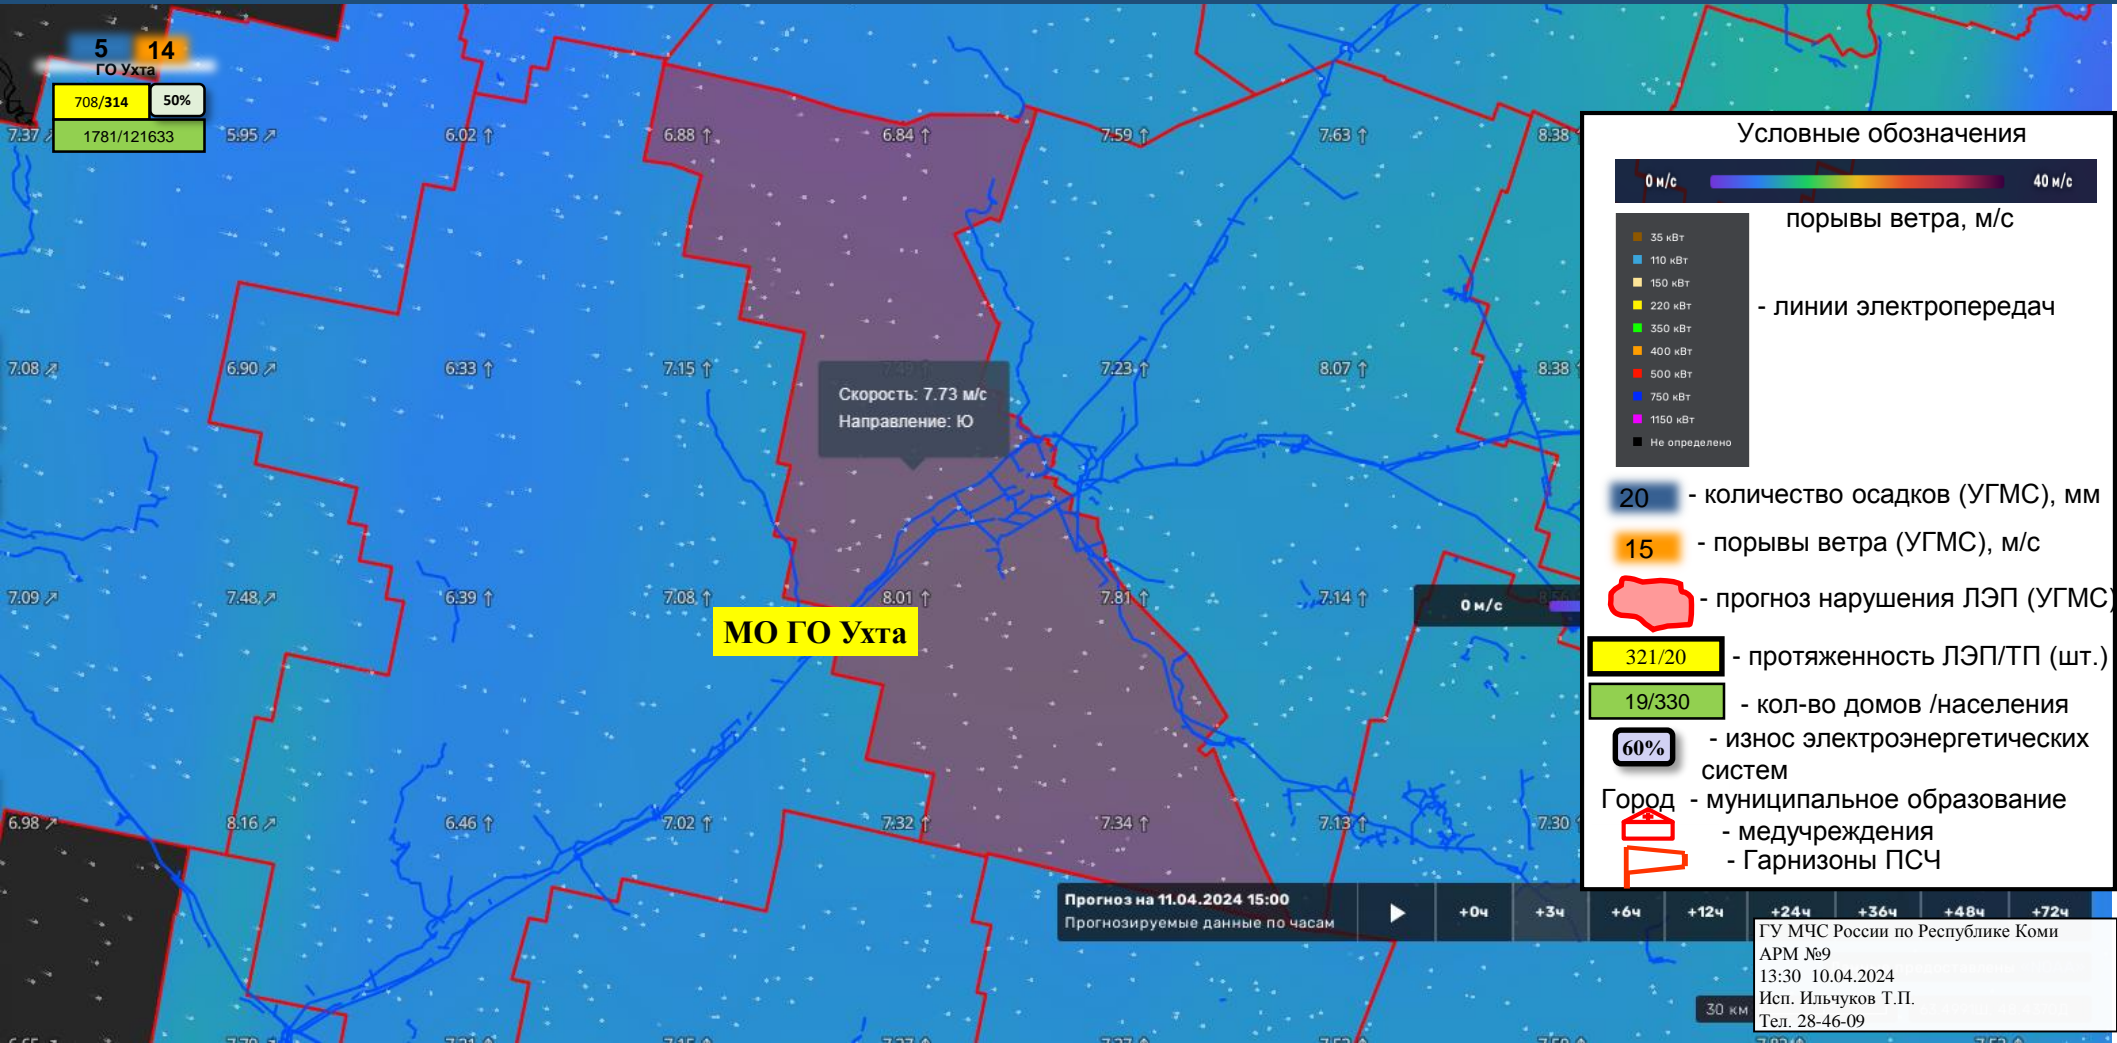 5 14
ГО Ухта
708/314 50%
1781/121633
7.37 5.95 ↗ 6.02 ↑ 6.88 ↑ 6.84 ↑ 7.59 ↑ 7.63 ↑ 8.38
7.08 ↗ 6.90 ↗ 6.33 ↑ 7.15 ↑ 7.49 7.23 ↑ 8.07 ↑ 8.38
Скорость: 7.73 м/с
Направление: Ю
7.09 ↗ 7.48 ↗ 6.39 ↑ 7.08 ↑ 8.01 ↑ 7.81 ↑ 7.14 ↑
0 м/с
МО ГО Ухта
6.98 ↗ 8.16 ↗ 6.46 ↑ 7.02 ↑ 7.32 ↑ 7.34 ↑ 7.13 ↑ 7.30
Условные обозначения
0 м/с 40 м/с
порывы ветра, м/с
35 кВт
110 кВт
150 кВт
220 кВт
350 кВт
400 кВт
500 кВт
750 кВт
1150 кВт
Не определено
- линии электропередач
20 - количество осадков (УГМС), мм
15 - порывы ветра (УГМС), м/с
- прогноз нарушения ЛЭП (УГМС)
321/20 - протяженность ЛЭП/ТП (шт.)
19/330 - кол-во домов /населения
60% - износ электроэнергетических
систем
Город - муниципальное образование
- медучреждения
- Гарнизоны ПСЧ
Прогноз на 11.04.2024 15:00
Прогнозируемые данные по часам
+0ч +3ч +6ч +12ч +24ч +36ч +48ч +72ч
ГУ МЧС России по Республике Коми
АРМ №9
13:30 10.04.2024
Исп. Ильчуков Т.П.
Тел. 28-46-09
30 км